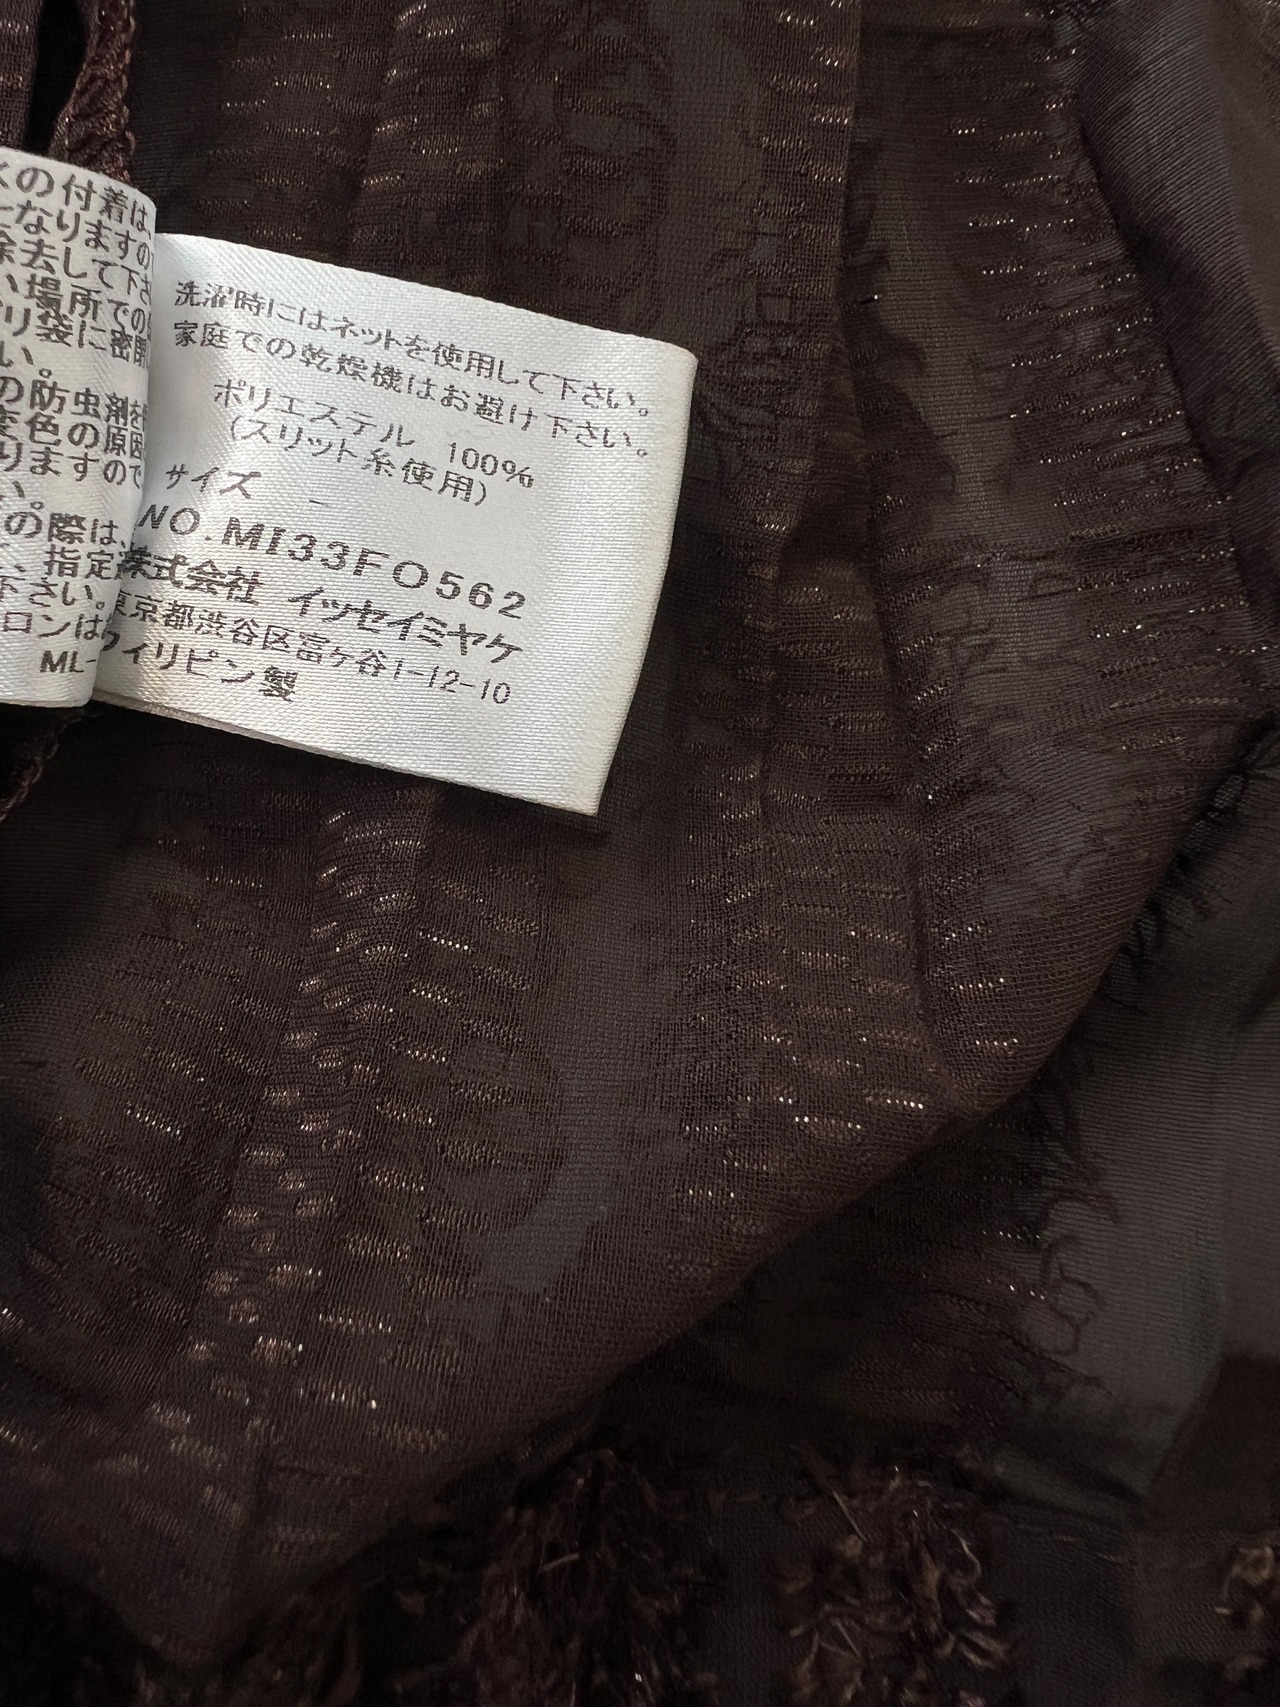 の付着は
なりますの
除去して下さ
場所での
リ袋に密閉
い。
の防虫剤を
変色の原因
りますので
い。
の際は、
、指定
下さい。
ロンは
ML-
洗濯時にはネットを使用して下さい。
家庭での乾燥機はお避け下さい。
ポリエステル 100%
(スリット糸使用)
サイズ －
NO.MI33FO562
株式会社 イッセイミヤケ
東京都渋谷区富ヶ谷1-12-10
フィリピン製